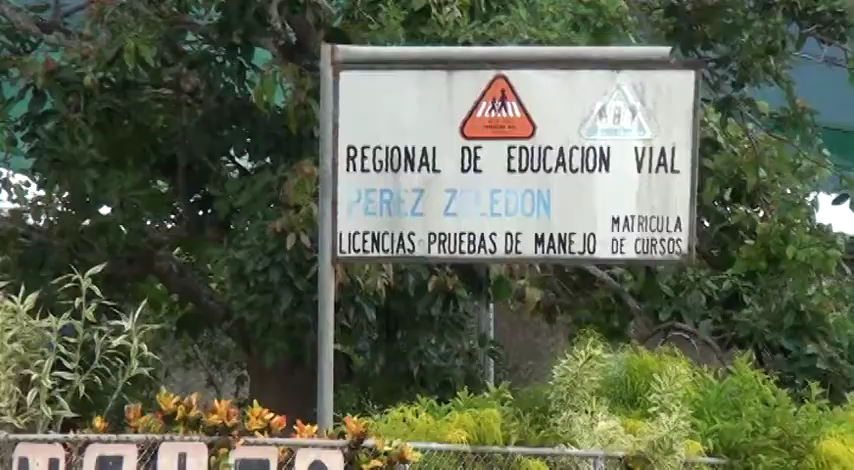 REGIONAL DE EDUCACION VIAL
PEREZ ZELEDON
LICENCIAS PRUEBAS DE MANEJO
MATRICULA
DE CURSOS